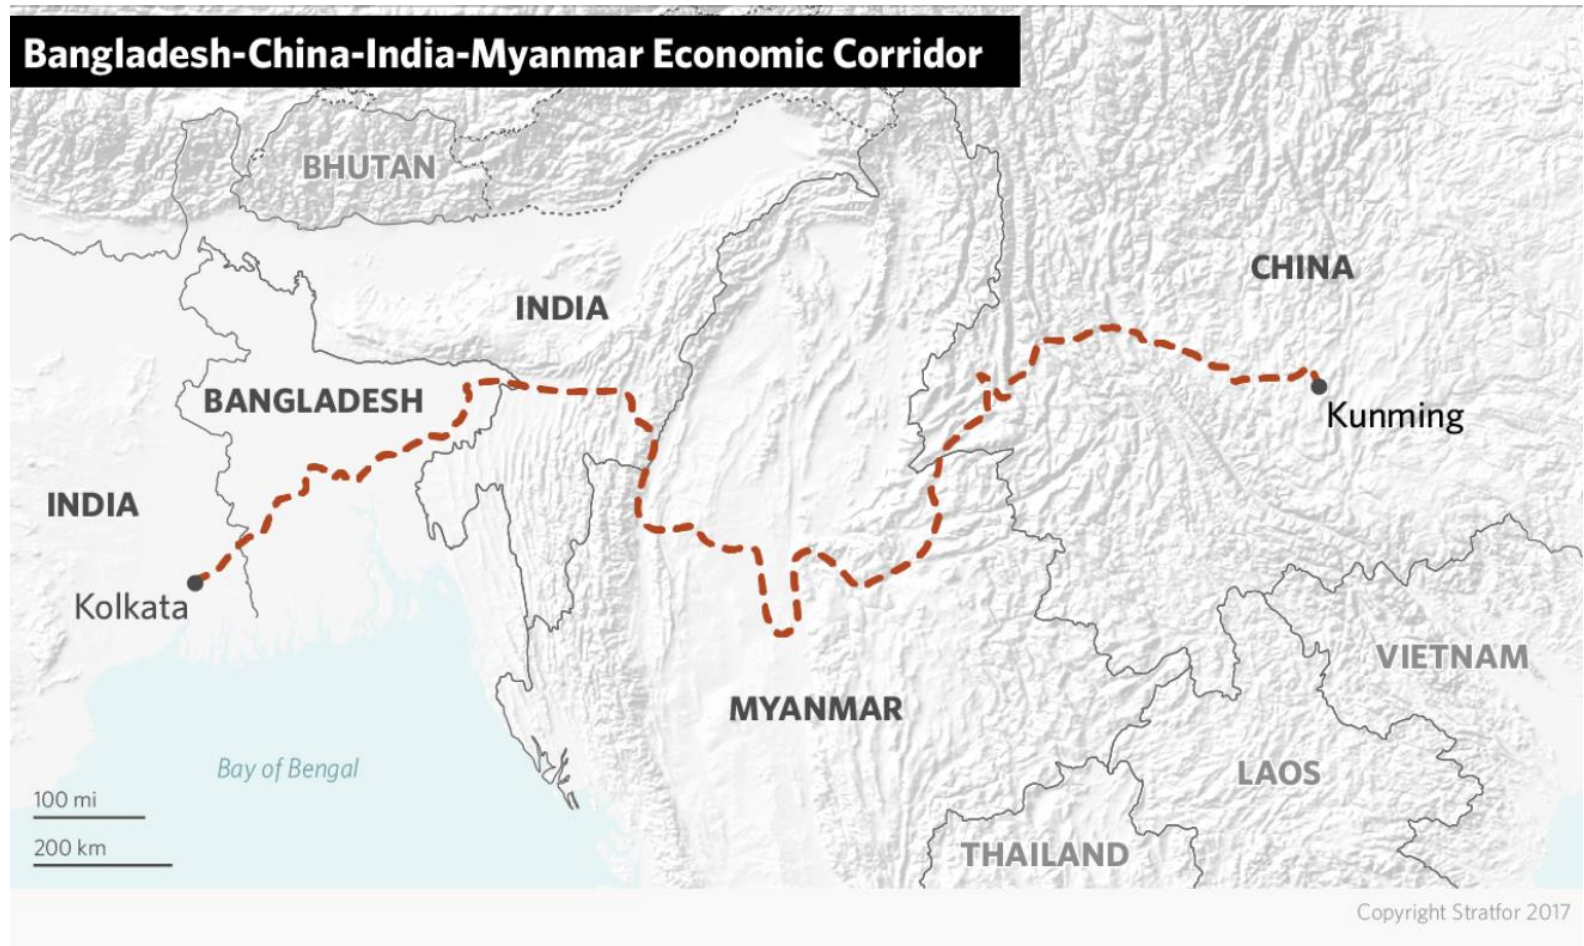 Bangladesh-China-India-Myanmar Economic Corridor
BHUTAN
CHINA
INDIA
BANGLADESH
Kunming
INDIA
Kolkata
VIETNAM
MYANMAR
Bay of Bengal
LAOS
100 mi
200 km
THAILAND
Copyright Stratfor 2017